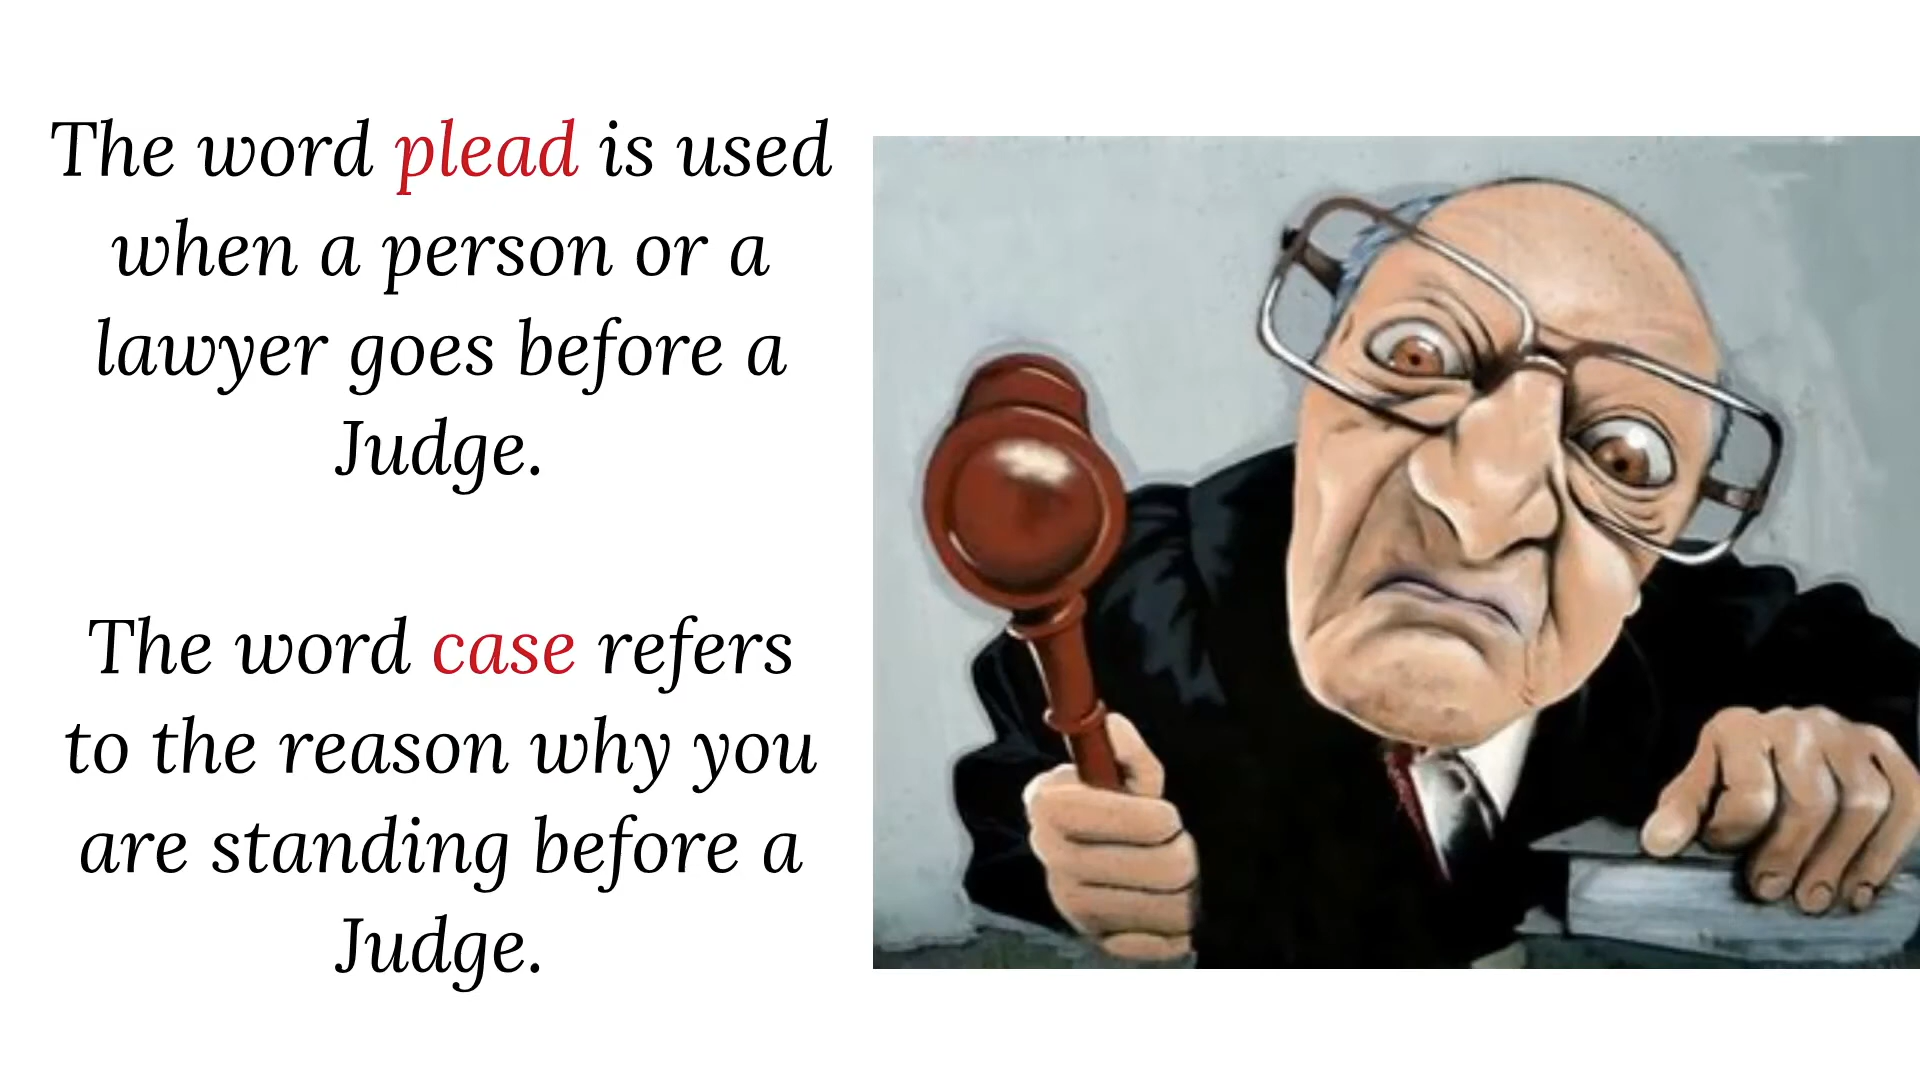 The word plead is used
when a person or a
lawyer goes before a
Judge.
The word case refers
to the reason why you
are standing before a
Judge.